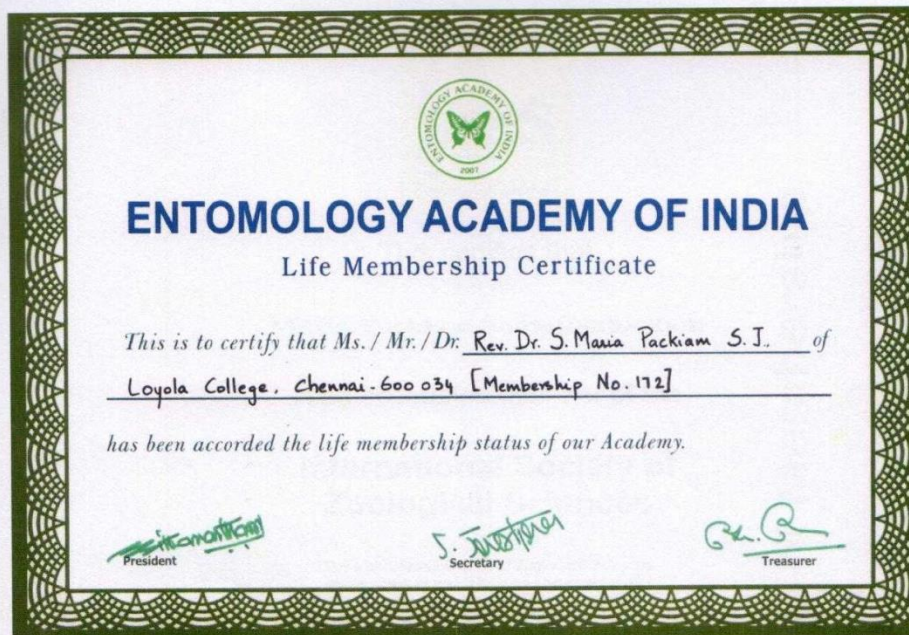 ENTOMOLOGY ACADEMY OF INDIA
2007
ENTOMOLOGY ACADEMY OF INDIA
Life Membership Certificate
This is to certify that Ms. / Mr. / Dr. Rev. Dr. S. Maria Packiam S. J. of
Loyola College, Chennai - 600 034 [Membership No. 172]
has been accorded the life membership status of our Academy.
President
Secretary
Treasurer